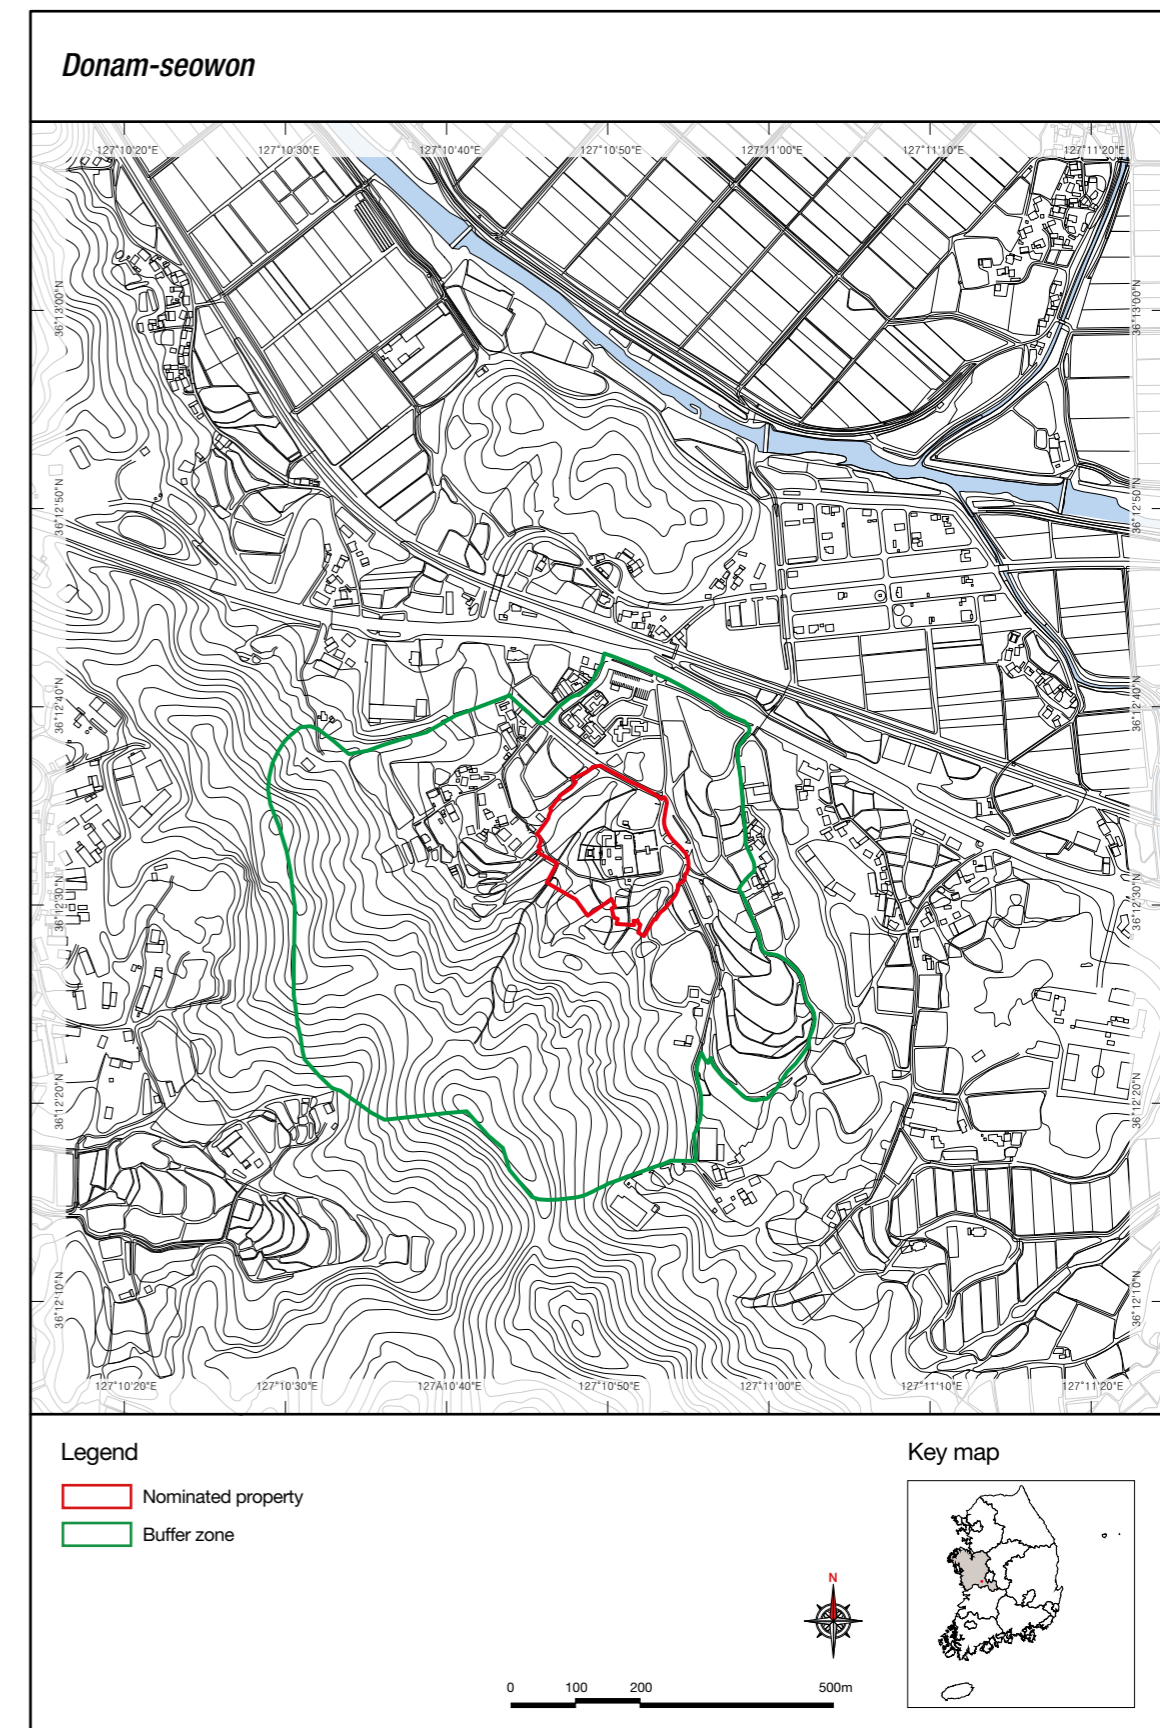 Donam-seowon
127°10'20"E 127°10'30"E 127°10'40"E 127°10'50"E 127°11'00"E 127°11'10"E 127°11'20"E
36°13'00"N 36°13'00"N
36°12'50"N 36°12'50"N
36°12'40"N 36°12'40"N
36°12'30"N 36°12'30"N
36°12'20"N 36°12'20"N
36°12'10"N 36°12'10"N
127°10'20"E 127°10'30"E 127Â10'40"E 127°10'50"E 127°11'00"E 127°11'10"E 127°11'20"E
Legend
Nominated property
Buffer zone
Key map
N
0 100 200 500m